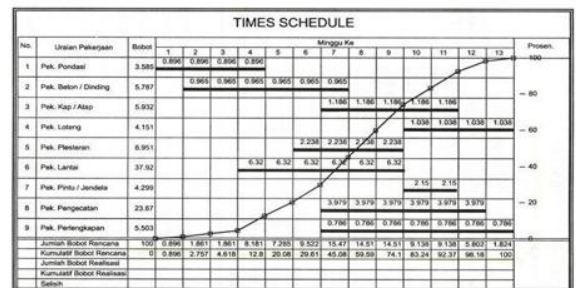 TIMES SCHEDULE
No. Uraian Pekerjaan Bobot Minggu Ke Prosen.
1 2 3 4 5 6 7 8 9 10 11 12 13
1 Pek. Pondasi 3.585 0.896 0.896 0.896 0.896 100
2 Pek. Beton / Dinding 5.787 0.965 0.965 0.965 0.965 0.965 0.965 80
3 Pek. Kap / Atap 5.932 1.186 1.186 1.186 1.186 1.186
4 Pek. Loteng 4.151 1.038 1.038 1.038 1.038 60
5 Pek. Plesteran 8.951 2.238 2.238 2.238 2.238
6 Pek. Lantai 37.92 6.32 6.32 6.32 6.32 6.32 6.32 40
7 Pek. Pintu / Jendela 4.299 2.15 2.15
8 Pek. Pengecatan 23.87 3.979 3.979 3.979 3.979 3.979 3.979 20
9 Pek. Perlengkapan 5.503 0.786 0.786 0.786 0.786 0.786 0.786 0.786 0
Jumlah Bobot Rencana 100 0.896 1.861 1.861 8.181 7.285 9.522 15.47 14.51 14.51 9.138 9.138 5.802 1.824
Kumulatif Bobot Rencana 0 0.896 2.757 4.618 12.8 20.08 29.61 45.08 59.59 74.1 83.24 92.37 98.18 100
Jumlah Bobot Realisasi
Kumulatif Bobot Realisasi
Selisih